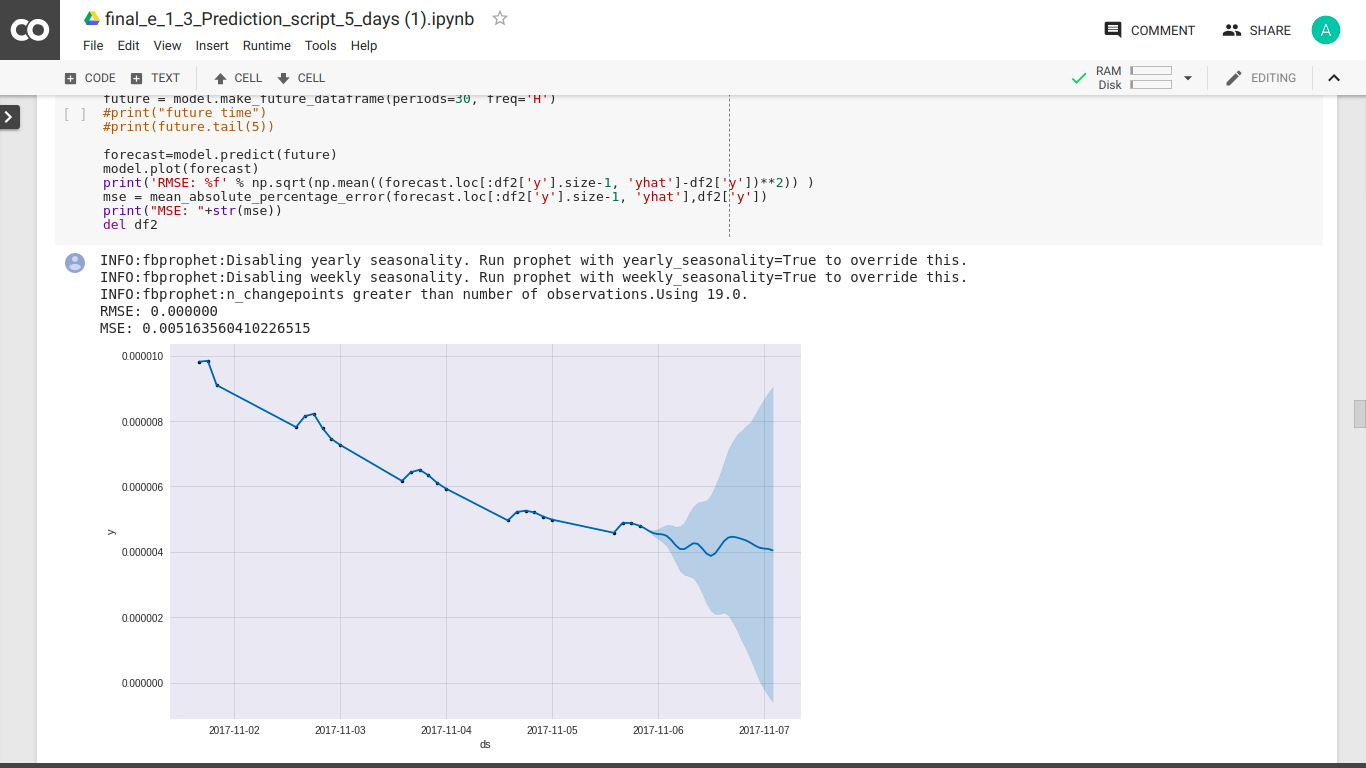 CO
final_e_1_3_Prediction_script_5_days (1).ipynb
COMMENT
SHARE
A
File Edit View Insert Runtime Tools Help
CODE TEXT CELL CELL
RAM
Disk
EDITING
future = model.make_future_dataframe(periods=30, freq='H')
[ ] #print("future time")
#print(future.tail(5))
forecast=model.predict(future)
model.plot(forecast)
print('RMSE: %f' % np.sqrt(np.mean((forecast.loc[:df2['y'].size-1, 'yhat']-df2['y'])**2)) )
mse = mean_absolute_percentage_error(forecast.loc[:df2['y'].size-1, 'yhat'],df2['y'])
print("MSE: "+str(mse))
del df2
INFO:fbprophet:Disabling yearly seasonality. Run prophet with yearly_seasonality=True to override this.
INFO:fbprophet:Disabling weekly seasonality. Run prophet with weekly_seasonality=True to override this.
INFO:fbprophet:n_changepoints greater than number of observations.Using 19.0.
RMSE: 0.000000
MSE: 0.005163560410226515
0.000010
0.000008
0.000006
0.000004
0.000002
0.000000
y
2017-11-02 2017-11-03 2017-11-04 2017-11-05 2017-11-06 2017-11-07
ds